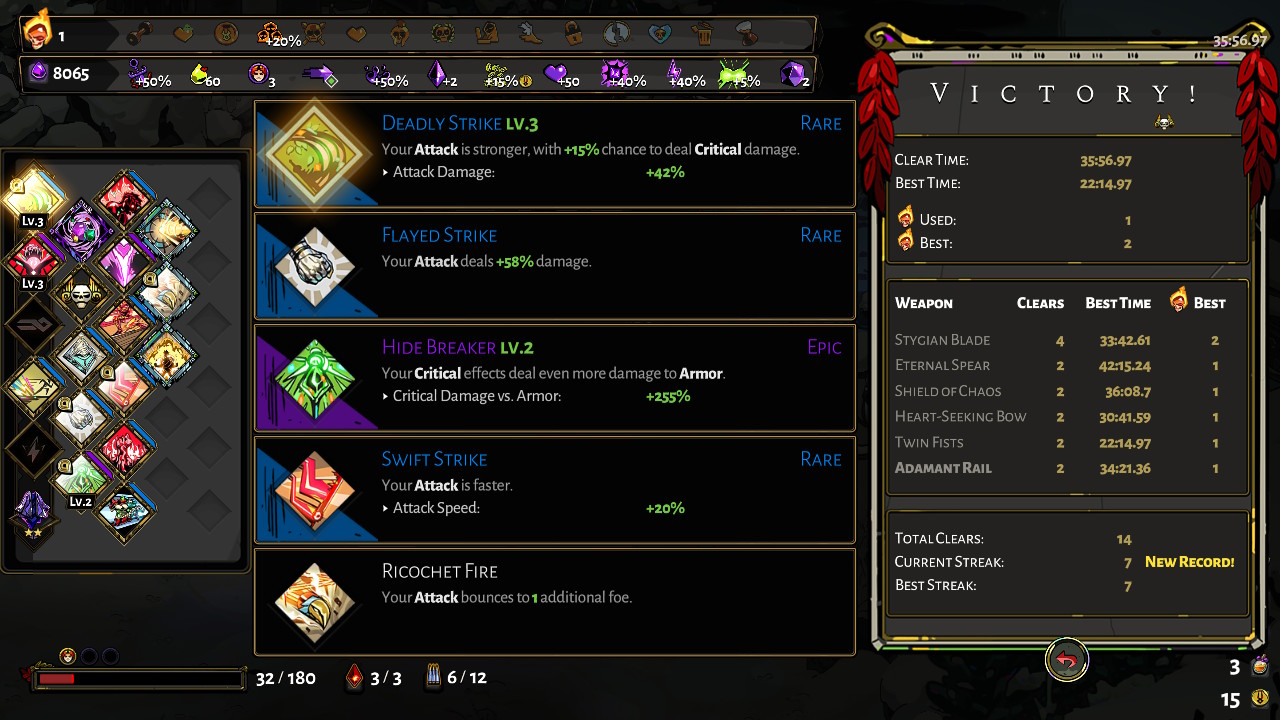 1
+20%
35:56.97
8065
+50%
60
3
+50%
+2
+15%
+50
+40%
+40%
+5%
2
Lv.3
Lv.3
Lv.2
Deadly Strike Lv.3 Rare
Your Attack is stronger, with +15% chance to deal Critical damage.
Attack Damage: +42%
Flayed Strike Rare
Your Attack deals +58% damage.
Hide Breaker Lv.2 Epic
Your Critical effects deal even more damage to Armor.
Critical Damage vs. Armor: +255%
Swift Strike Rare
Your Attack is faster.
Attack Speed: +20%
Ricochet Fire
Your Attack bounces to 1 additional foe.
32 / 180
3 / 3
6 / 12
Victory!
Clear Time: 35:56.97
Best Time: 22:14.97
Used: 1
Best: 2
Weapon Clears Best Time Best
Stygian Blade 4 33:42.61 2
Eternal Spear 2 42:15.24 1
Shield of Chaos 2 36:08.7 1
Heart-Seeking Bow 2 30:41.59 1
Twin Fists 2 22:14.97 1
Adamant Rail 2 34:21.36 1
Total Clears: 14
Current Streak: 7 New Record!
Best Streak: 7
3
15